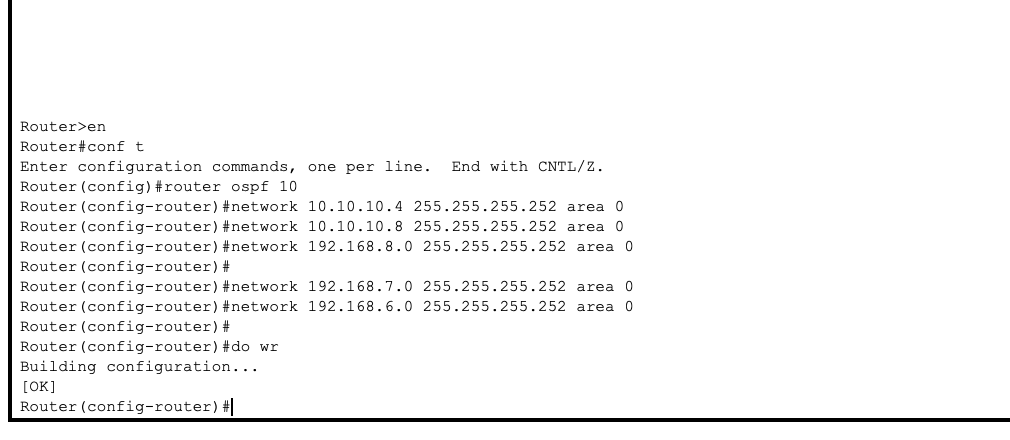 Router>en
Router#conf t
Enter configuration commands, one per line.  End with CNTL/Z.
Router(config)#router ospf 10
Router(config-router)#network 10.10.10.4 255.255.255.252 area 0
Router(config-router)#network 10.10.10.8 255.255.255.252 area 0
Router(config-router)#network 192.168.8.0 255.255.255.252 area 0
Router(config-router)#
Router(config-router)#network 192.168.7.0 255.255.255.252 area 0
Router(config-router)#network 192.168.6.0 255.255.255.252 area 0
Router(config-router)#
Router(config-router)#do wr
Building configuration...
[OK]
Router(config-router)#